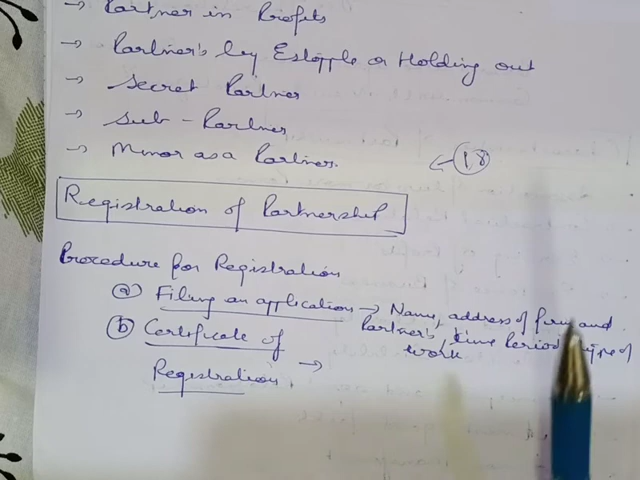 → Partner in Profits
→ Partner's by Estopple or Holding out
→ Secret Partner
→ Sub-Partner
→ Minor as a Partner. ← 18
Registration of Partnership
Procedure for Registration
(a) Filing an application → Name, address of firm and
Partner's, time Period, type of
work
(b) Certificate of
Registration →